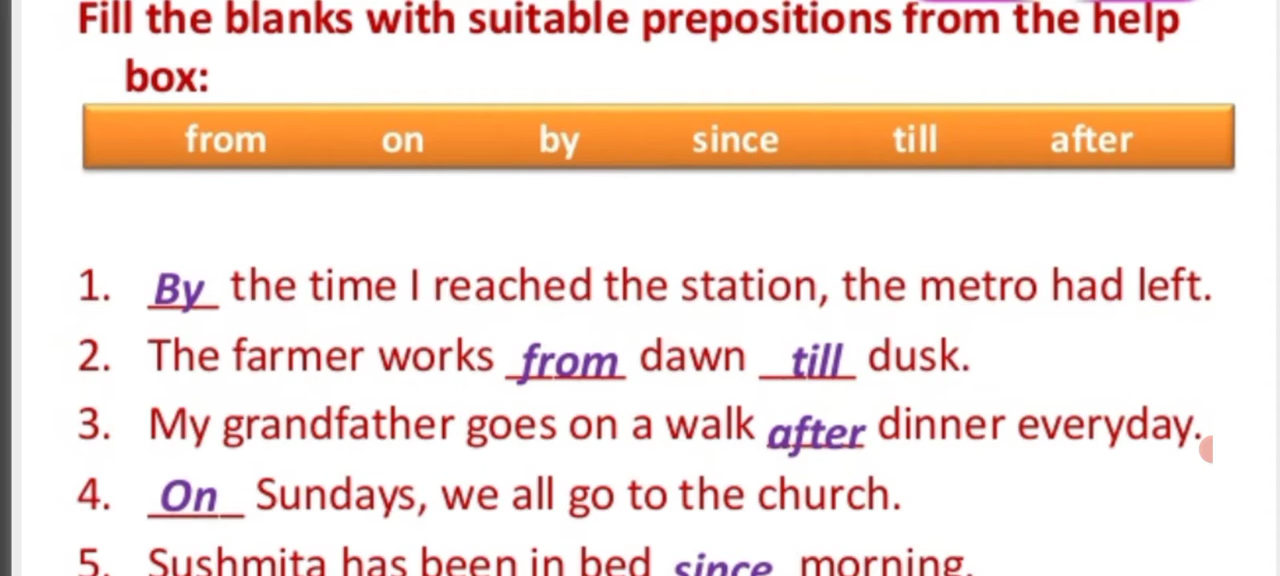 Fill the blanks with suitable prepositions from the help
box:
from on by since till after
1. By the time I reached the station, the metro had left.
2. The farmer works from dawn till dusk.
3. My grandfather goes on a walk after dinner everyday.
4. On Sundays, we all go to the church.
5. Sushmita has been in bed since morning.